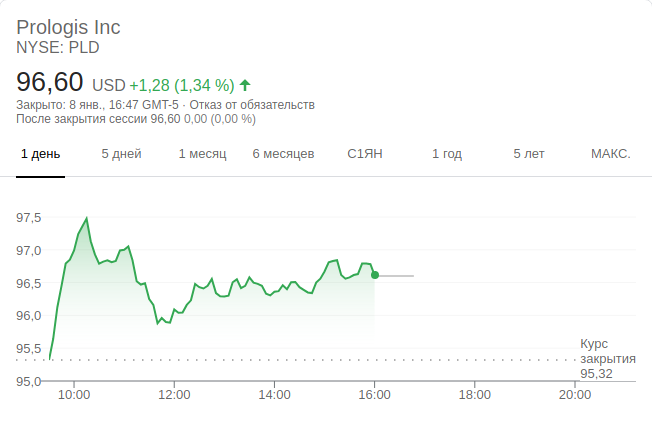 Prologis Inc
NYSE: PLD
96,60 USD +1,28 (1,34 %)
Закрыто: 8 янв., 16:47 GMT-5 · Отказ от обязательств
После закрытия сессии 96,60 0,00 (0,00 %)
1 день 5 дней 1 месяц 6 месяцев С1ЯН 1 год 5 лет МАКС.
97,5
97,0
96,5
96,0
95,5
95,0
Курс
закрытия
95,32
10:00 12:00 14:00 16:00 18:00 20:00